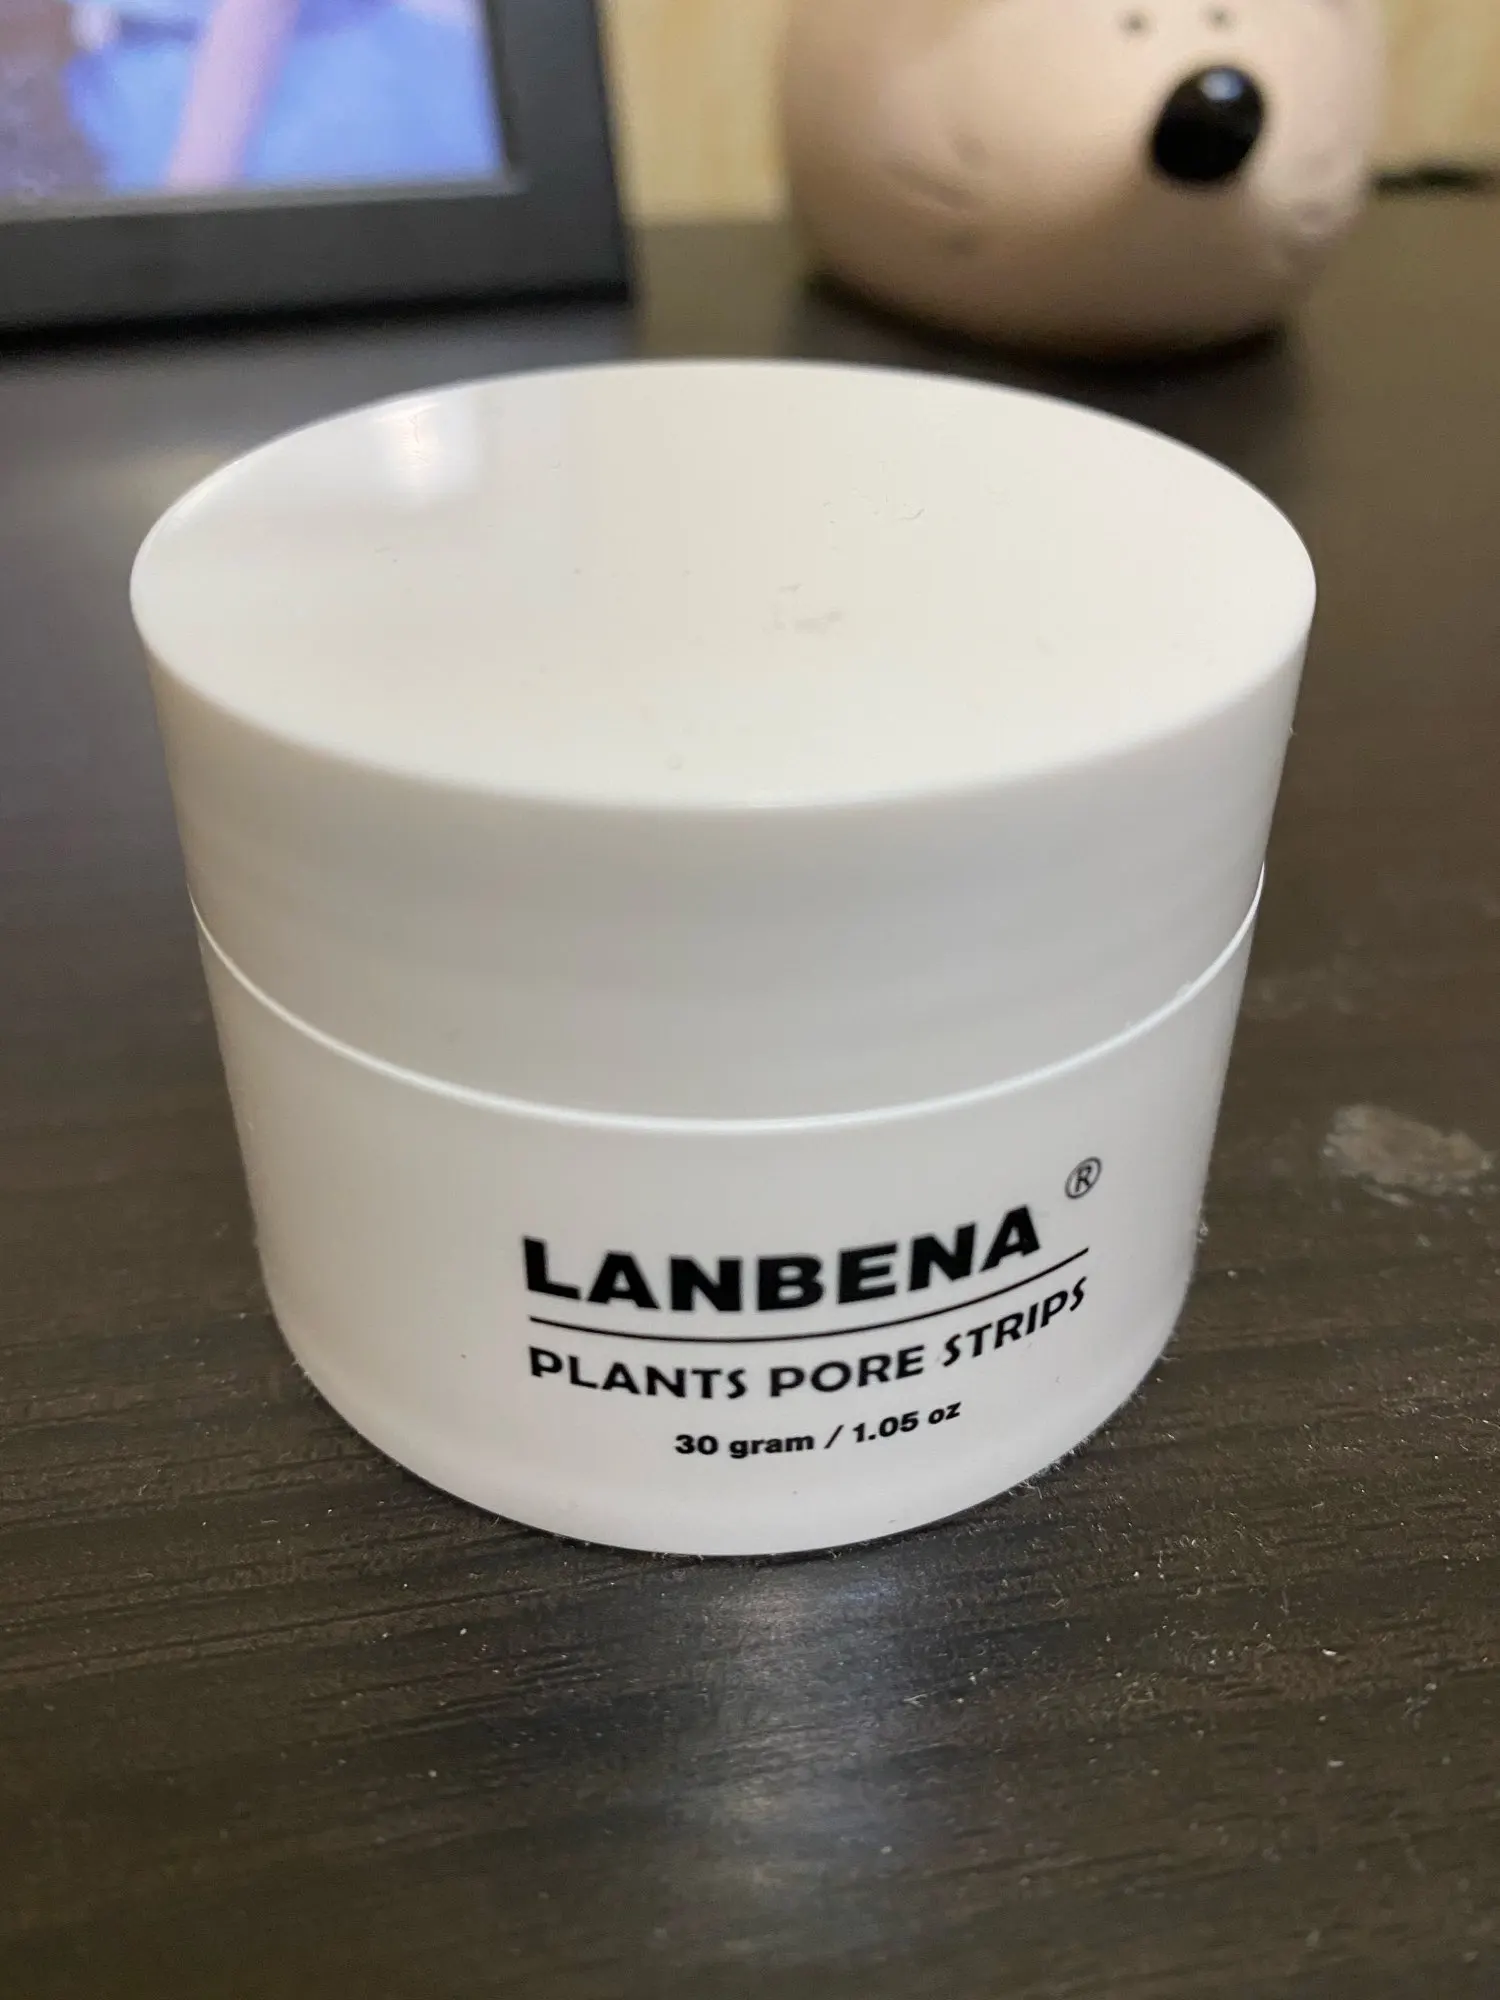 LANBENA ®
PLANTS PORE STRIPS
30 gram / 1.05 oz